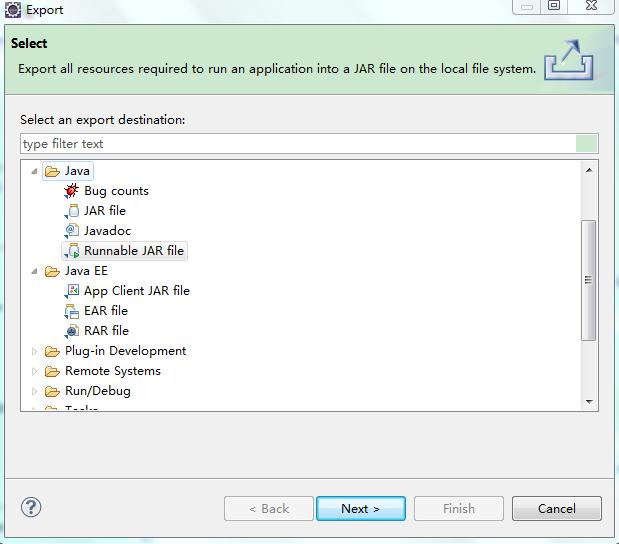 Export
Select
Export all resources required to run an application into a JAR file on the local file system.
Select an export destination:
type filter text
Java
Bug counts
JAR file
Javadoc
Runnable JAR file
Java EE
App Client JAR file
EAR file
RAR file
Plug-in Development
Remote Systems
Run/Debug
Tasks
< Back
Next >
Finish
Cancel